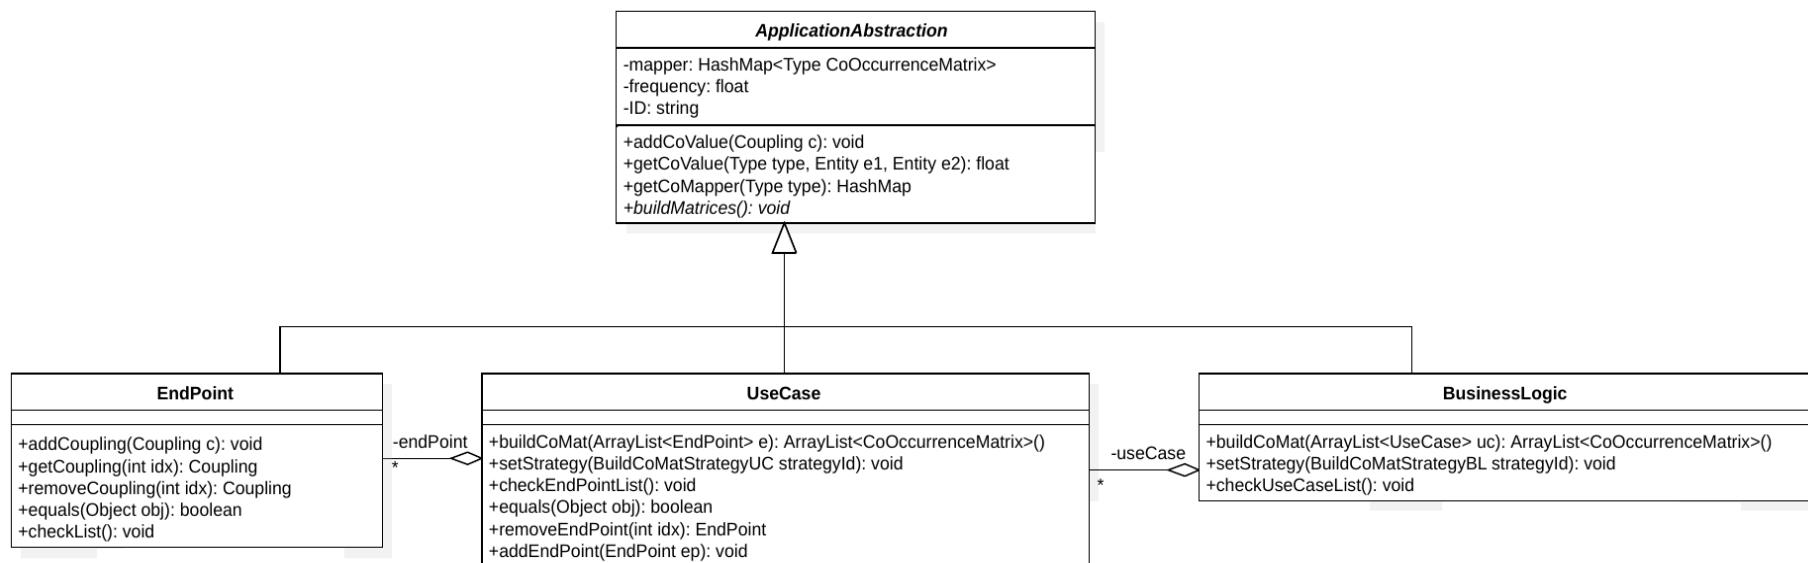 ApplicationAbstraction
-mapper: HashMap<Type CoOccurrenceMatrix>
-frequency: float
-ID: string
+addCoValue(Coupling c): void
+getCoValue(Type type, Entity e1, Entity e2): float
+getCoMapper(Type type): HashMap
+buildMatrices(): void
EndPoint
+addCoupling(Coupling c): void
+getCoupling(int idx): Coupling
+removeCoupling(int idx): Coupling
+equals(Object obj): boolean
+checkList(): void
-endPoint
*
UseCase
+buildCoMat(ArrayList<EndPoint> e): ArrayList<CoOccurrenceMatrix>()
+setStrategy(BuildCoMatStrategyUC strategyId): void
+checkEndPointList(): void
+equals(Object obj): boolean
+removeEndPoint(int idx): EndPoint
+addEndPoint(EndPoint ep): void
-useCase
*
BusinessLogic
+buildCoMat(ArrayList<UseCase> uc): ArrayList<CoOccurrenceMatrix>()
+setStrategy(BuildCoMatStrategyBL strategyId): void
+checkUseCaseList(): void